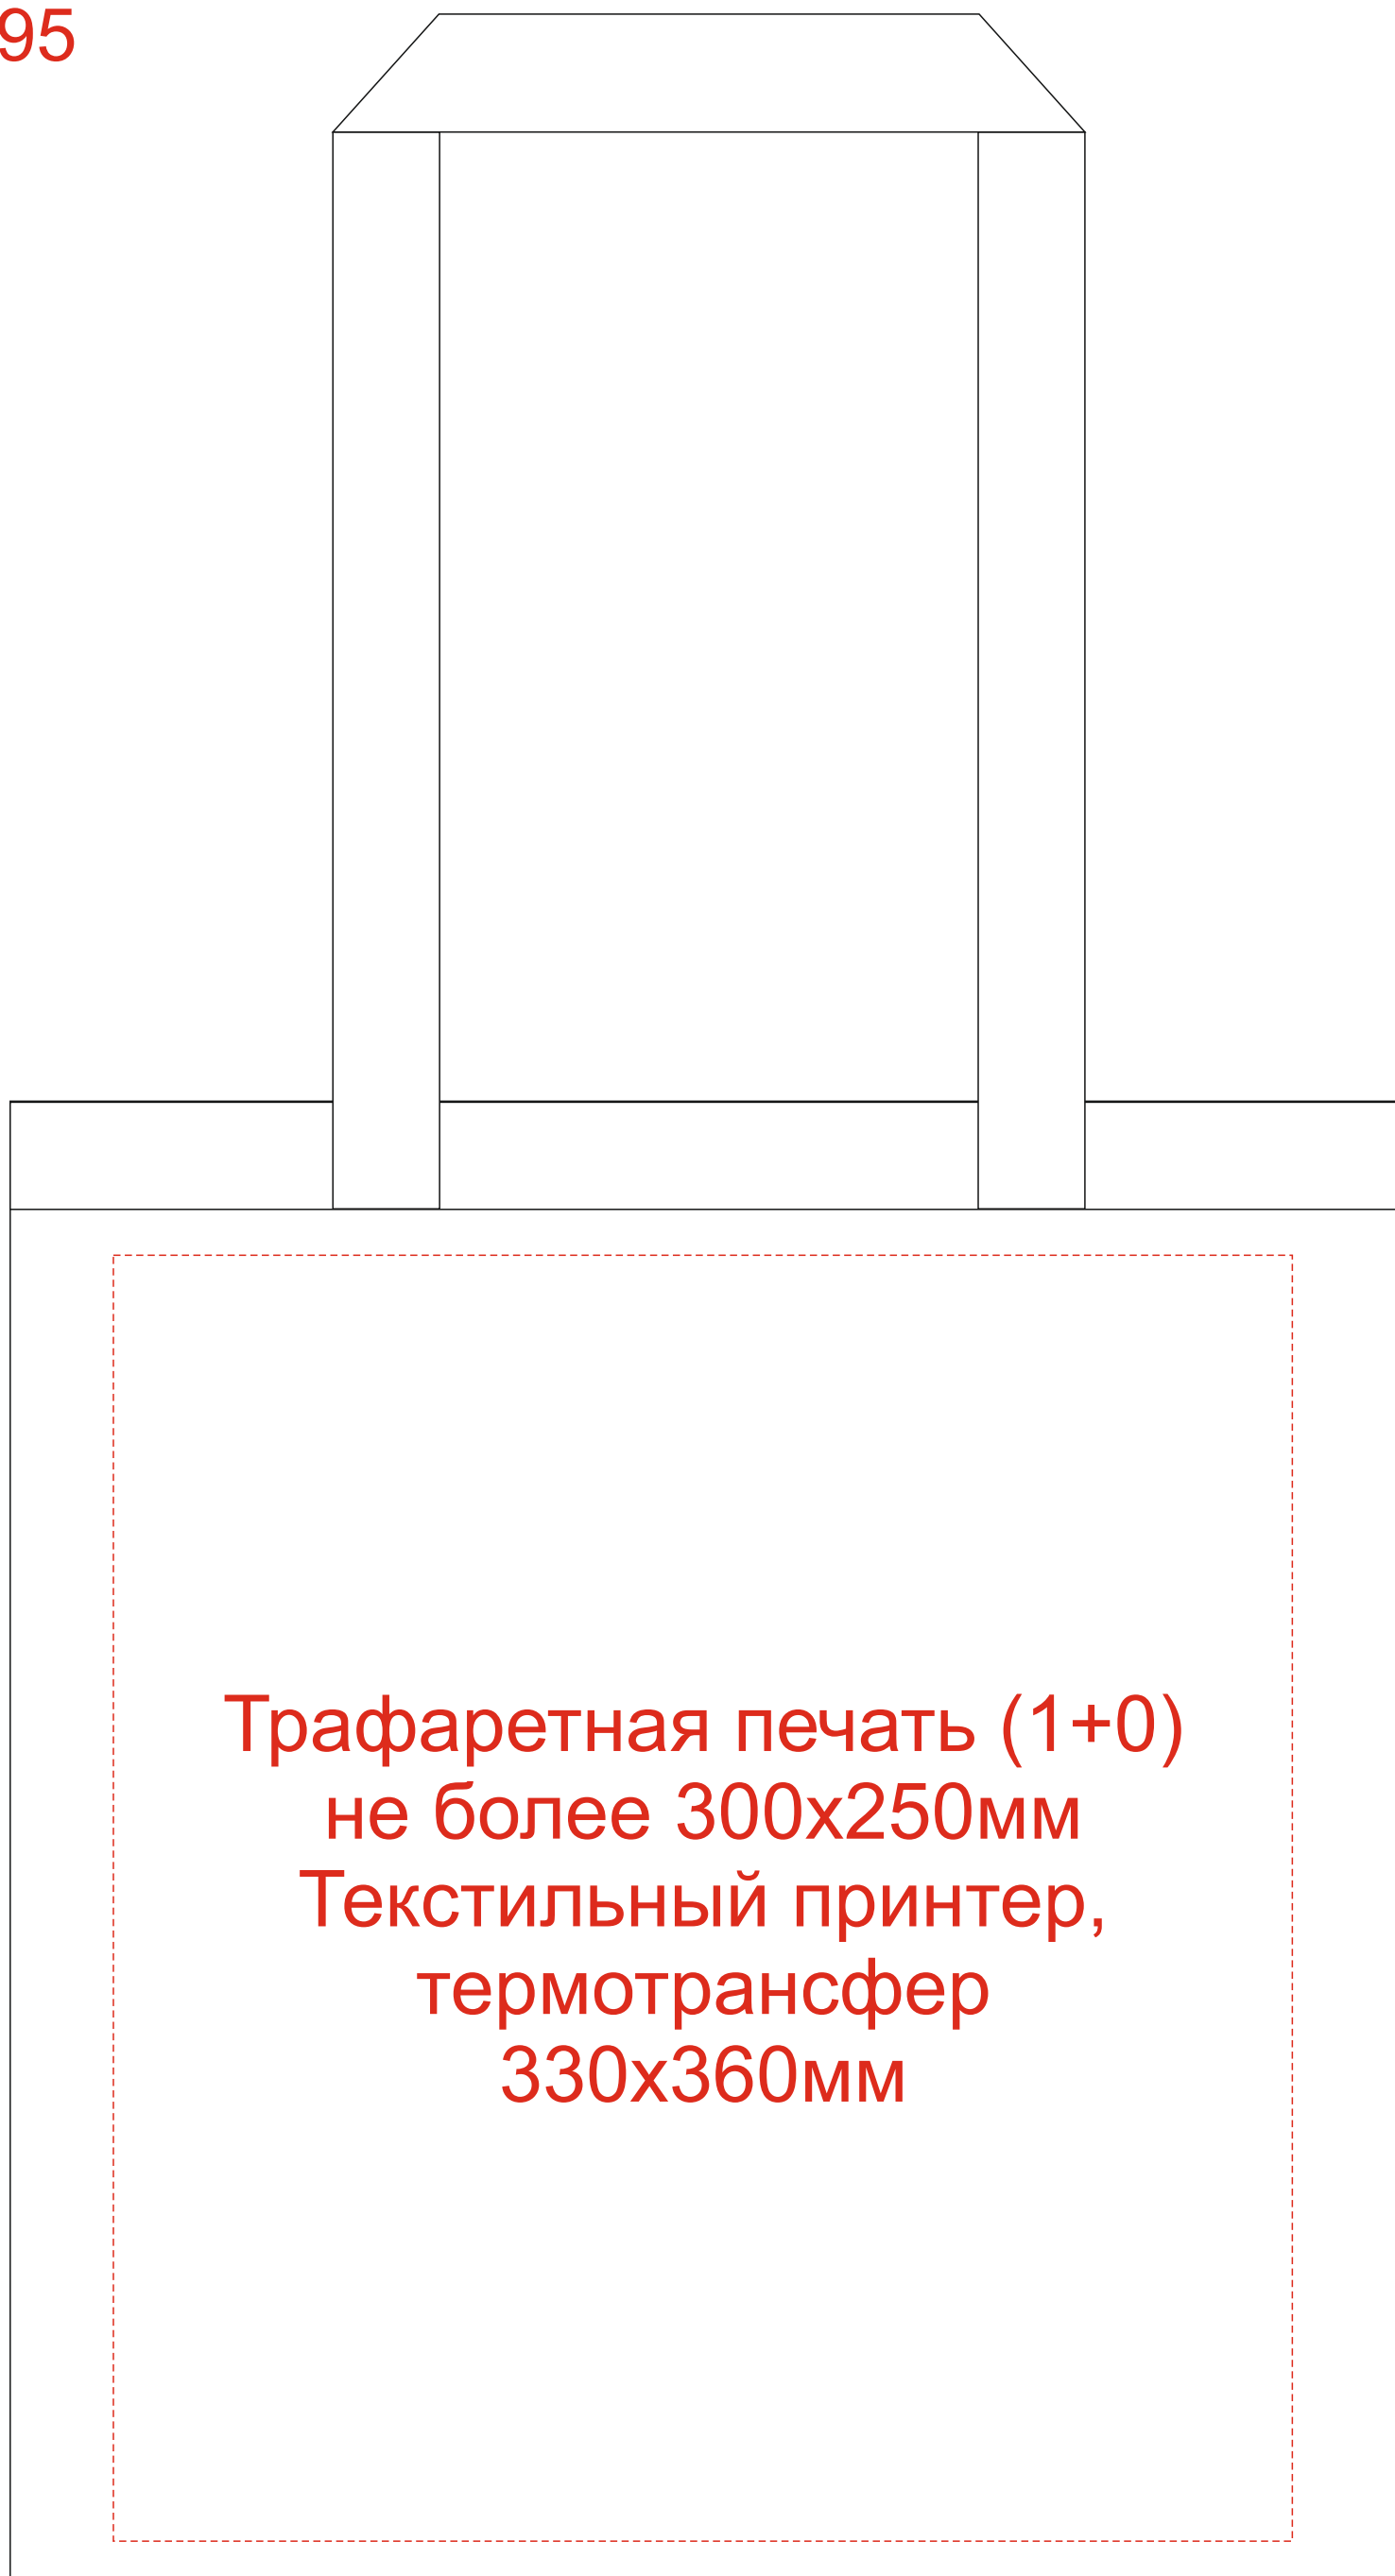 95
Трафаретная печать (1+0)
не более 300х250мм
Текстильный принтер,
термотрансфер
330х360мм